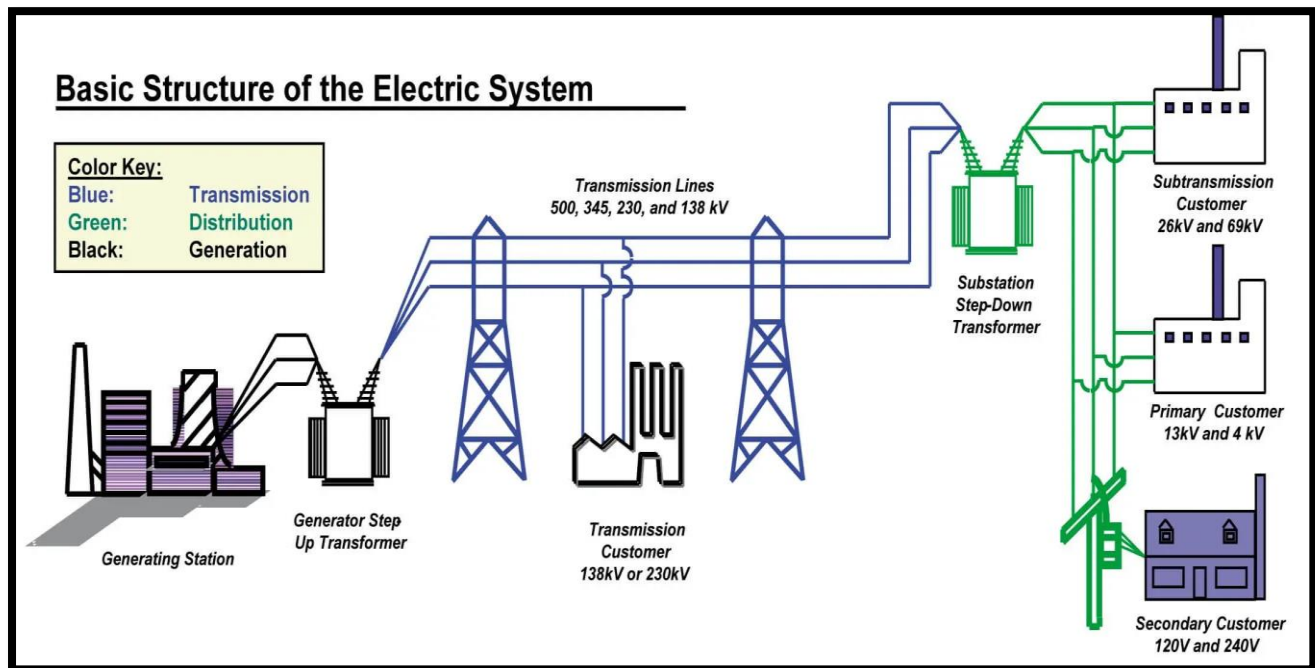 Basic Structure of the Electric System
Color Key:
Blue: Transmission
Green: Distribution
Black: Generation
Transmission Lines
500, 345, 230, and 138 kV
Subtransmission
Customer
26kV and 69kV
Substation
Step-Down
Transformer
Primary Customer
13kV and 4 kV
Generating Station
Generator Step
Up Transformer
Transmission
Customer
138kV or 230kV
Secondary Customer
120V and 240V